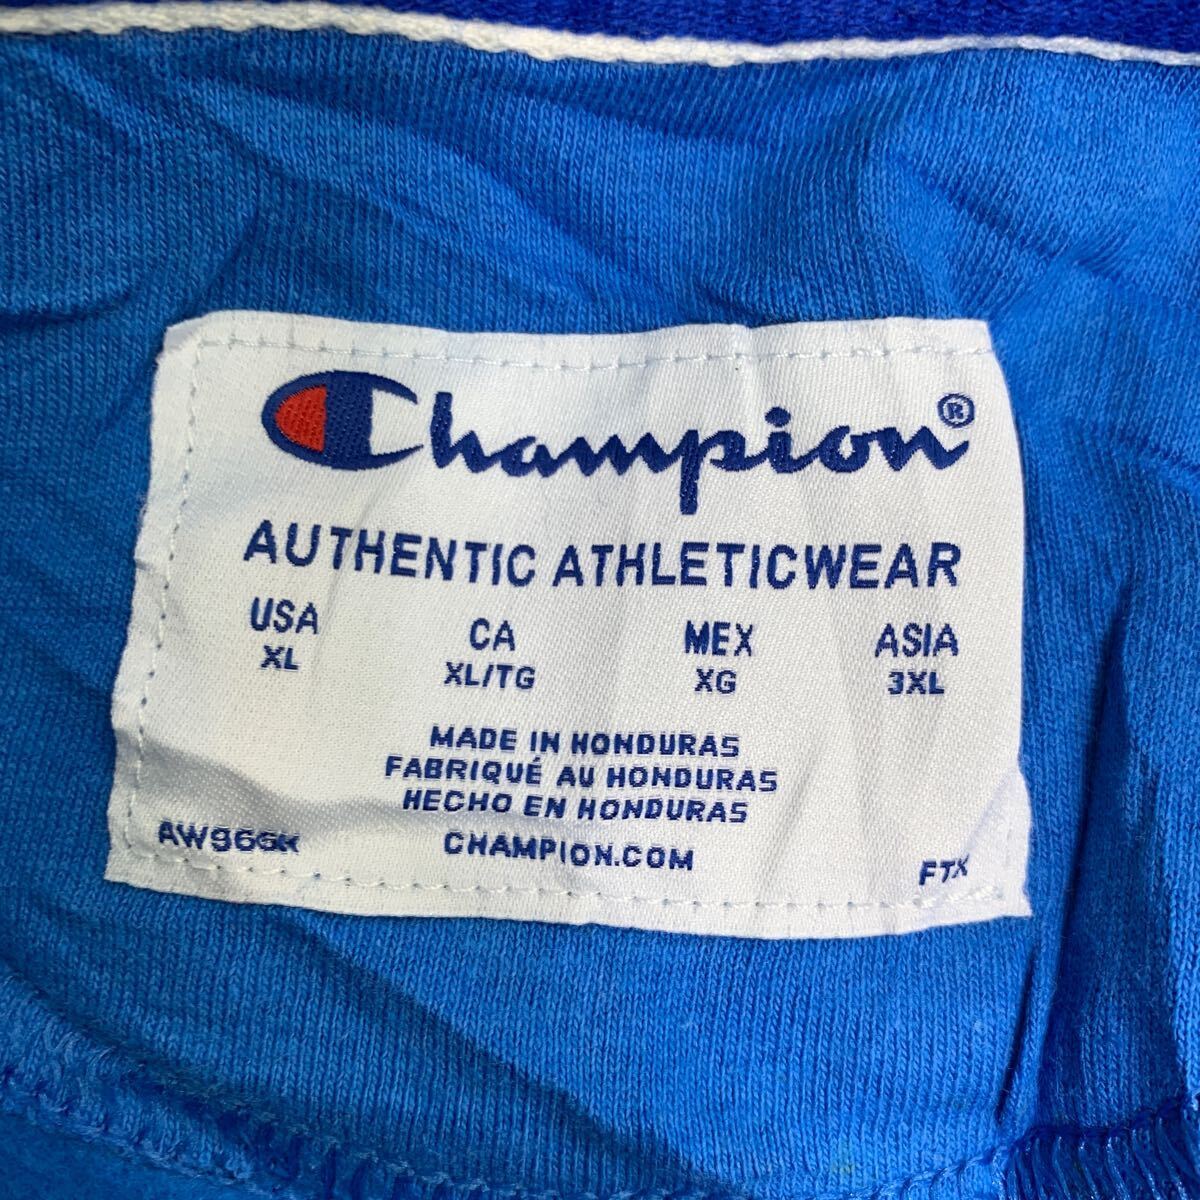 Champion®
AUTHENTIC ATHLETICWEAR
USA CA MEX ASIA
XL XL/TG XG 3XL
MADE IN HONDURAS
FABRIQUÉ AU HONDURAS
HECHO EN HONDURAS
AW966K CHAMPION.COM FTX